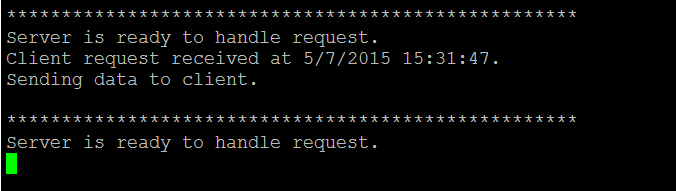 ****************************************************
Server is ready to handle request.
Client request received at 5/7/2015 15:31:47.
Sending data to client.
****************************************************
Server is ready to handle request.